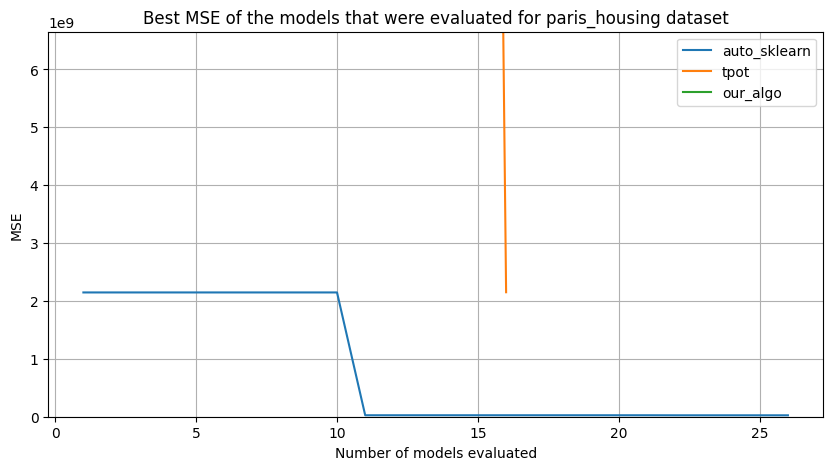 Best MSE of the models that were evaluated for paris_housing dataset
1e9
auto_sklearn
tpot
our_algo
6
5
4
3
2
1
0
MSE
0 5 10 15 20 25
Number of models evaluated